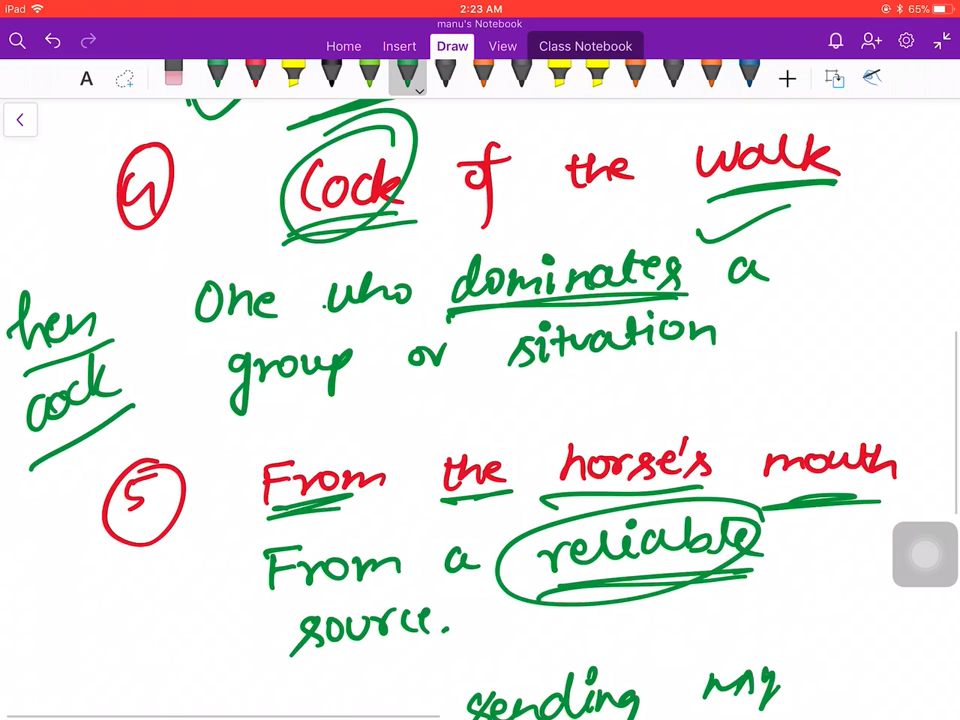 iPad
2:23 AM
65%
manu's Notebook
Home Insert Draw View Class Notebook
A
4 Cock of the walk
One who dominates a
group or situation
hen
cock
5 From the horse's mouth
From a reliable
source.
sending msg